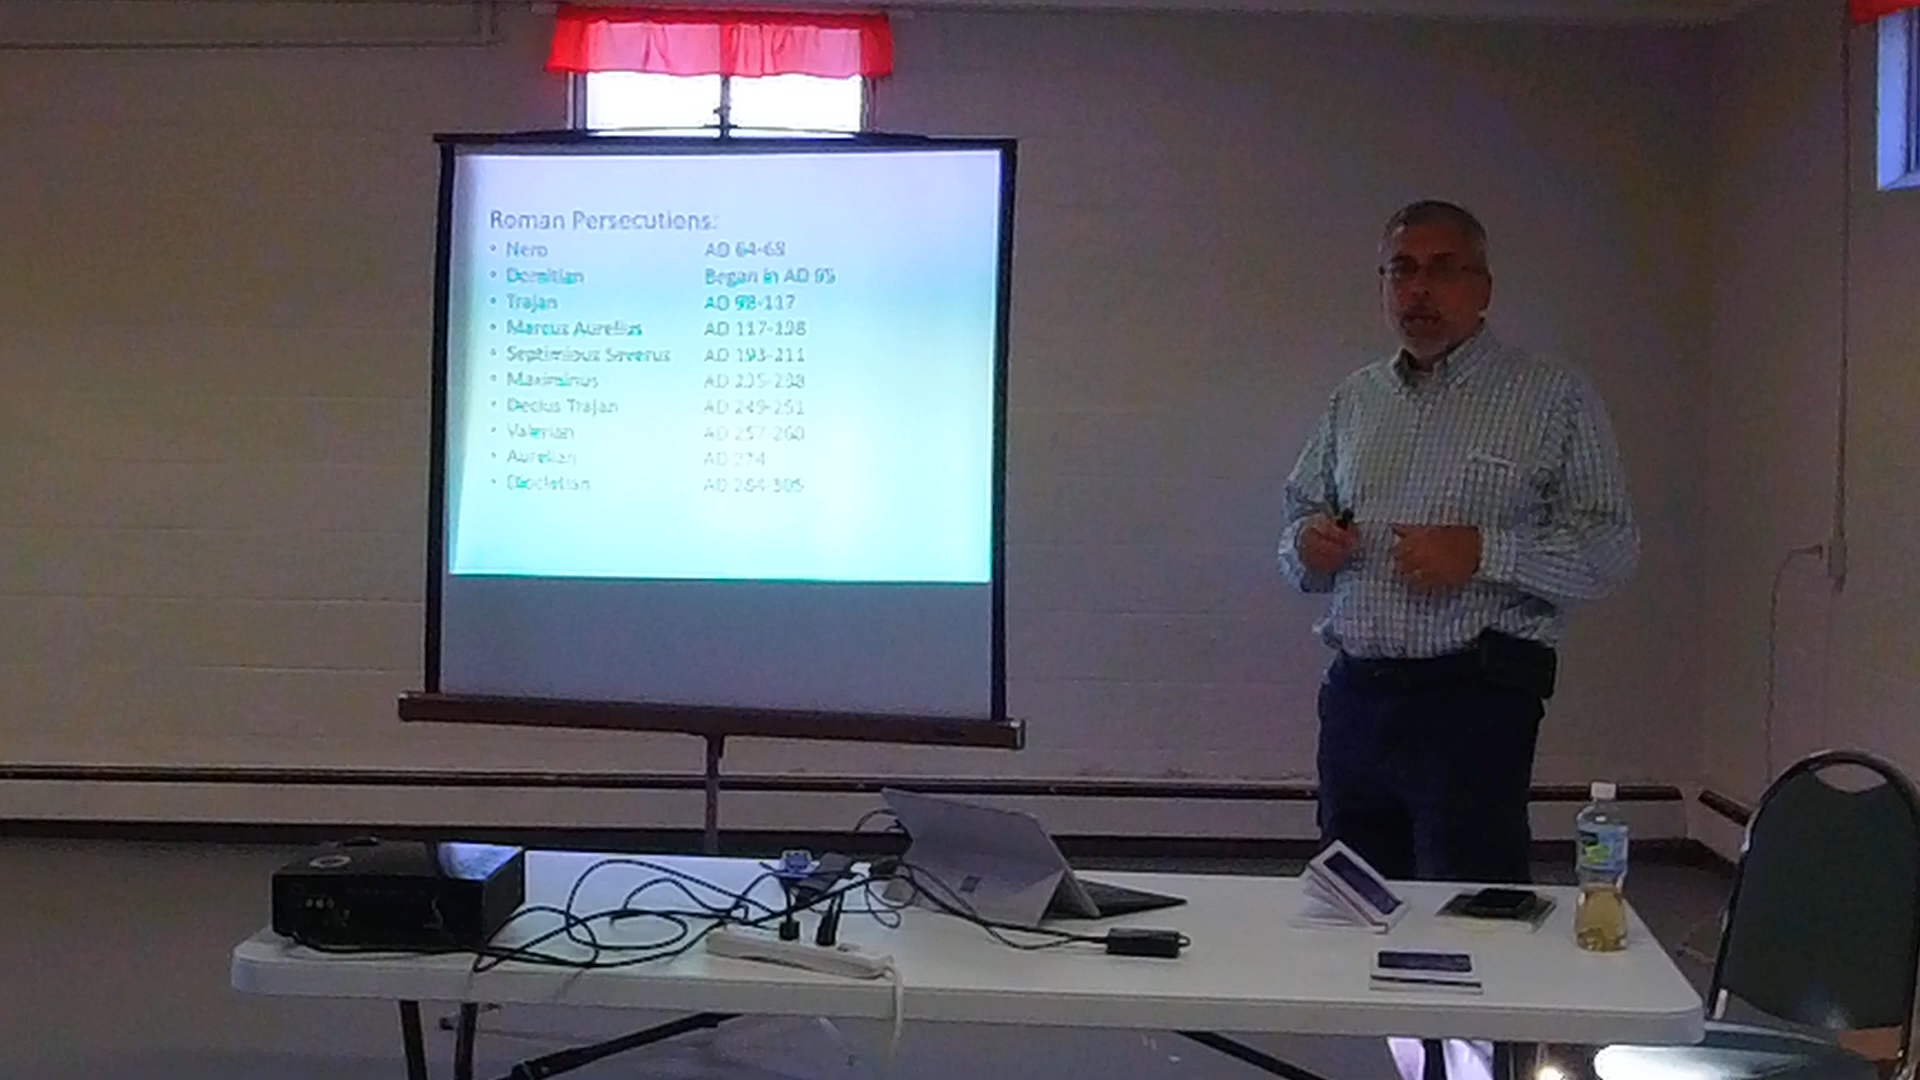 Roman Persecutions:
• Nero AD 64-68
• Domitian Began in AD 95
• Trajan AD 98-117
• Marcus Aurelius AD 117-138
• Septimious Severus AD 193-211
• Maximinus AD 235-238
• Decius Trajan AD 249-251
• Valerian AD 257-260
• Aurelian AD 274
• Diocletian AD 284-305